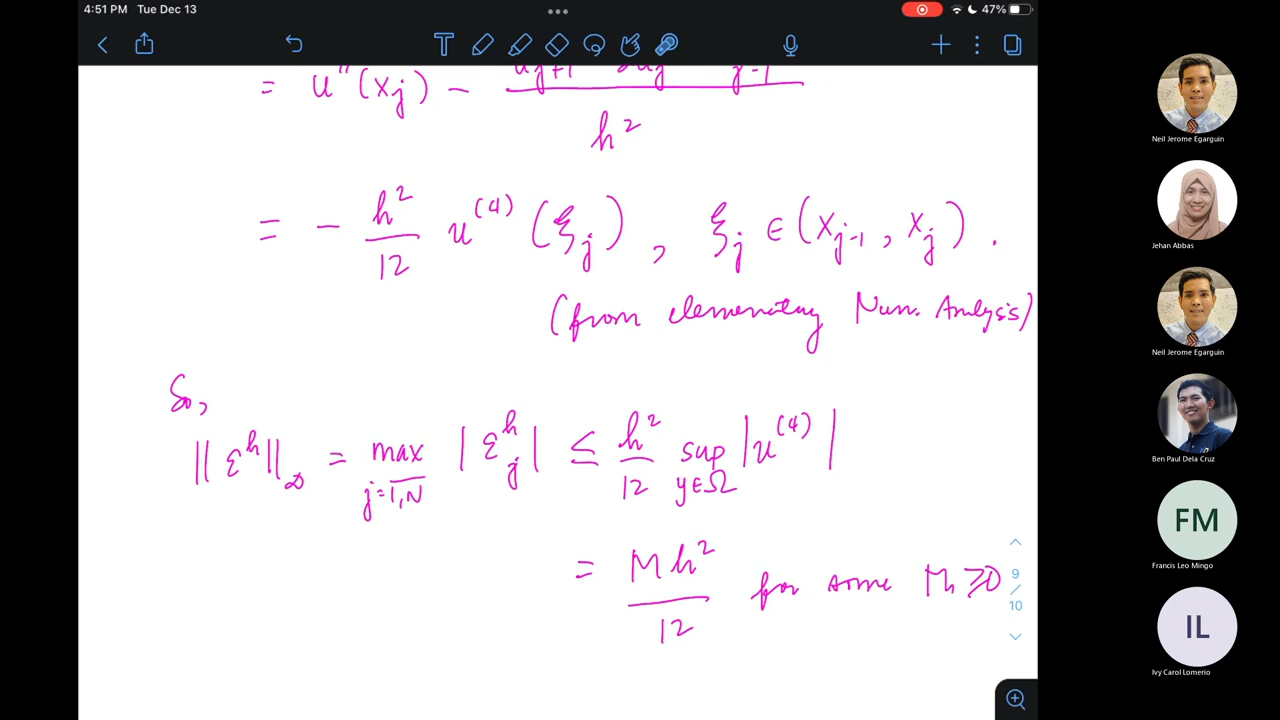 4:51 PM Tue Dec 13
47%
= u''(x_j) -
h²
= - h²/12 u^(4) (ξ_j) , ξ_j ∈ (x_{j-1}, x_j) .
(from elementary Num. Analysis)
So,
||ε^h||_∞ = max_{j=1,N} |ε_j^h| ≤ h²/12 sup_{y∈Ω} |u^(4)|
= Mh²/12 for some M ≥ 0
9
/
10
Neil Jerome Egarguin
Jehan Abbas
Neil Jerome Egarguin
Ben Paul Dela Cruz
FM
Francis Leo Mingo
IL
Ivy Carol Lomerio